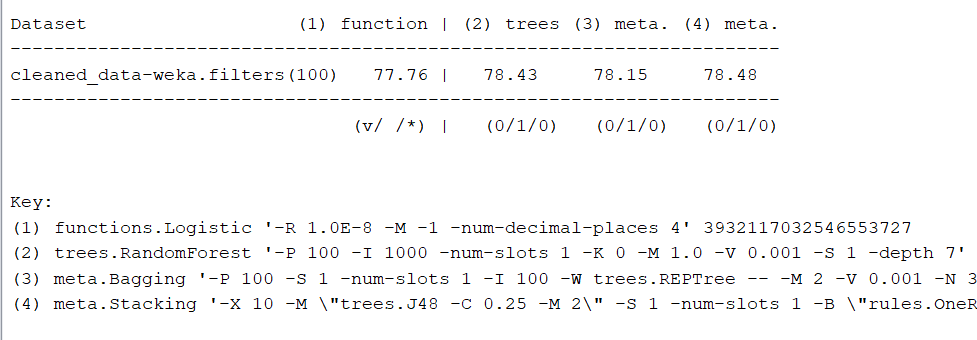 Dataset (1) function | (2) trees (3) meta. (4) meta.
--------------------------------------------------------------------
cleaned_data-weka.filters(100) 77.76 | 78.43 78.15 78.48
--------------------------------------------------------------------
(v/ /*) | (0/1/0) (0/1/0) (0/1/0)
Key:
(1) functions.Logistic '-R 1.0E-8 -M -1 -num-decimal-places 4' 3932117032546553727
(2) trees.RandomForest '-P 100 -I 1000 -num-slots 1 -K 0 -M 1.0 -V 0.001 -S 1 -depth 7'
(3) meta.Bagging '-P 100 -S 1 -num-slots 1 -I 100 -W trees.REPTree -- -M 2 -V 0.001 -N 3
(4) meta.Stacking '-X 10 -M \"trees.J48 -C 0.25 -M 2\" -S 1 -num-slots 1 -B \"rules.OneR